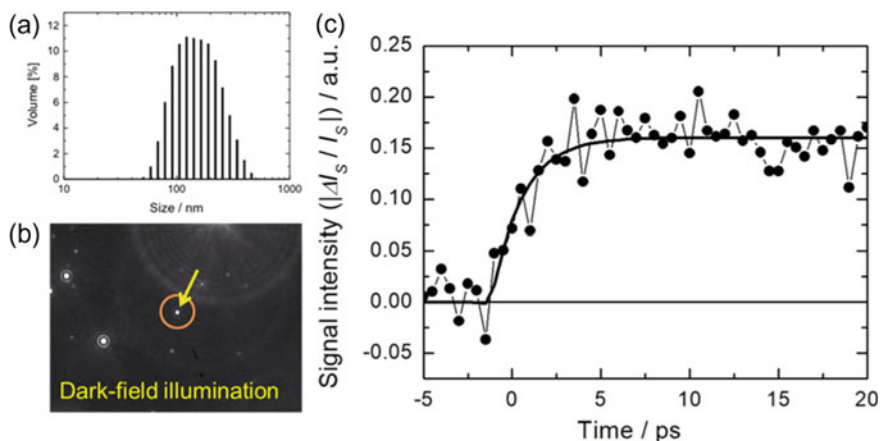 (a)
12
10
8
6
4
2
0
Volume [%]
10
100
1000
Size / nm
(b)
Dark-field illumination
(c)
0.25
0.20
0.15
0.10
0.05
0.00
-0.05
Signal intensity (|ΔI_S / I_S|) / a.u.
-5
0
5
10
15
20
Time / ps